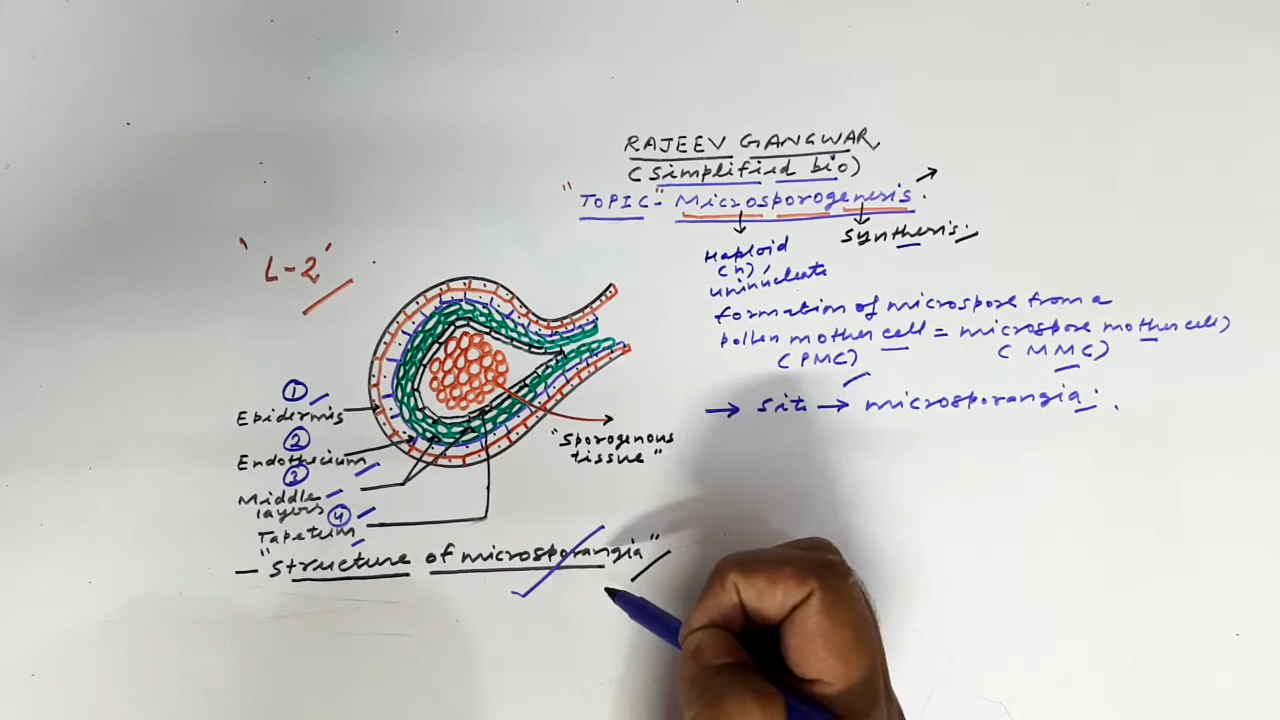 RAJEEV GANGWAR
(Simplified bio)
"TOPIC"- Microsporogenesis.
Synthesis.
Haploid
(n),
uninucleate
formation of microspore from a
pollen mother cell = microspore mother cell)
(PMC) (MMC)
→ Site → microsporangia.
'L-2'
① Epidermis
② Endothecium
③ Middle
layers
④ Tapetum
"Sporogenous
tissue"
— "Structure of microsporangia"